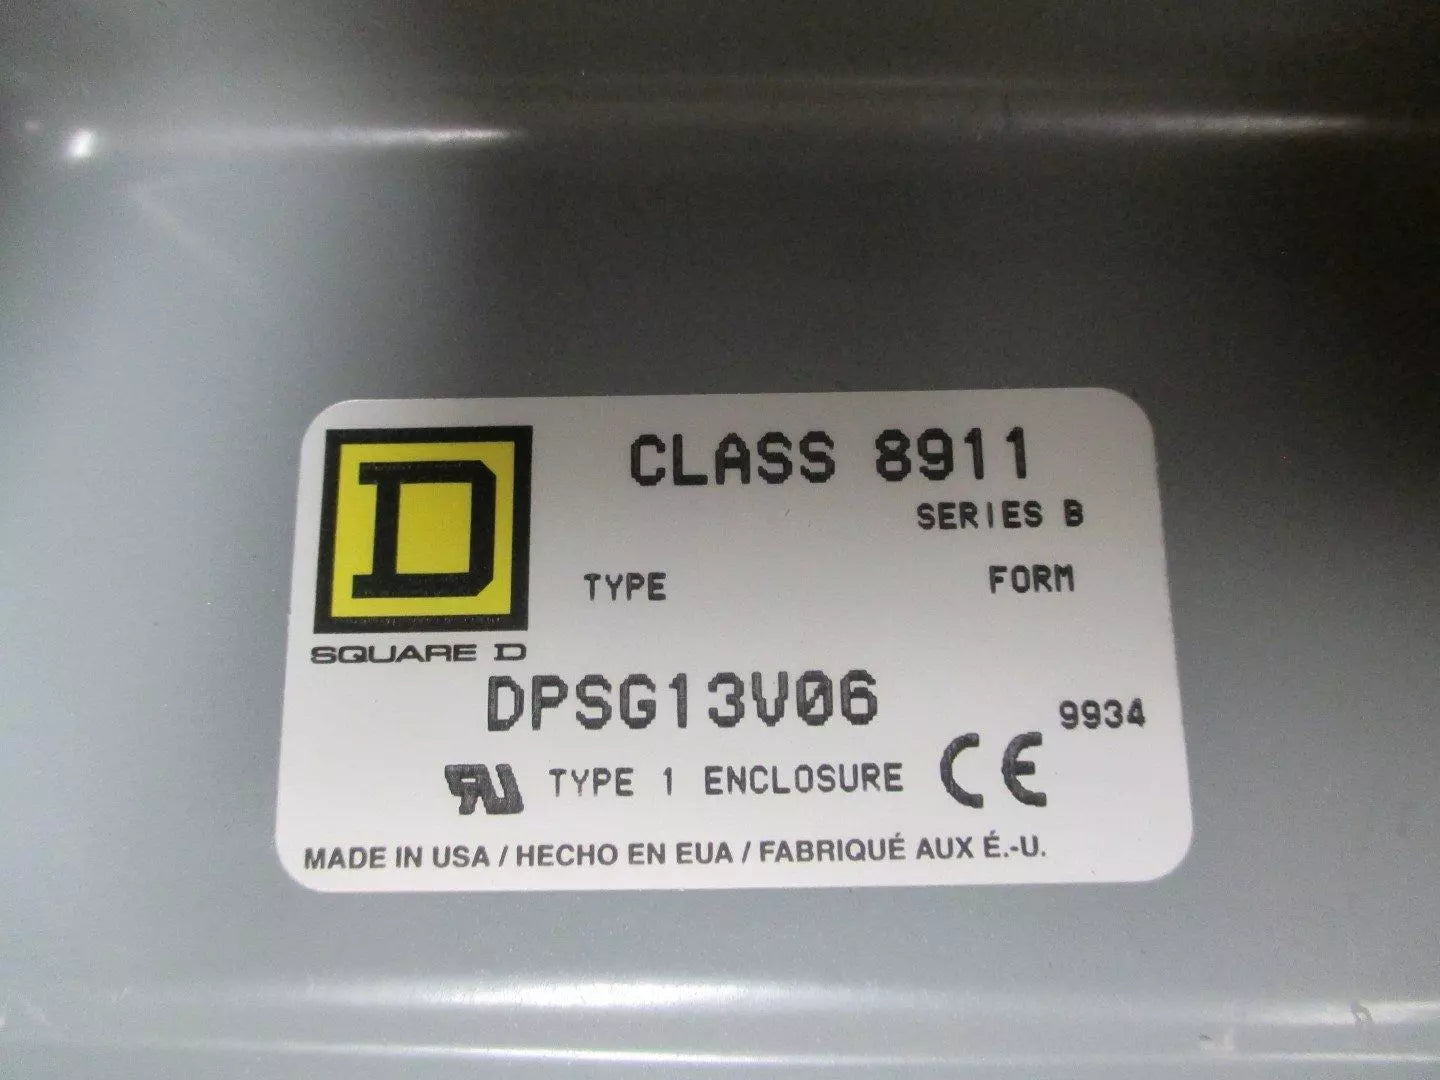 CLASS 8911
SERIES B
TYPE FORM
D
SQUARE D
DPSG13V06
9934
TYPE 1 ENCLOSURE CE
MADE IN USA / HECHO EN EUA / FABRIQUÉ AUX É.-U.